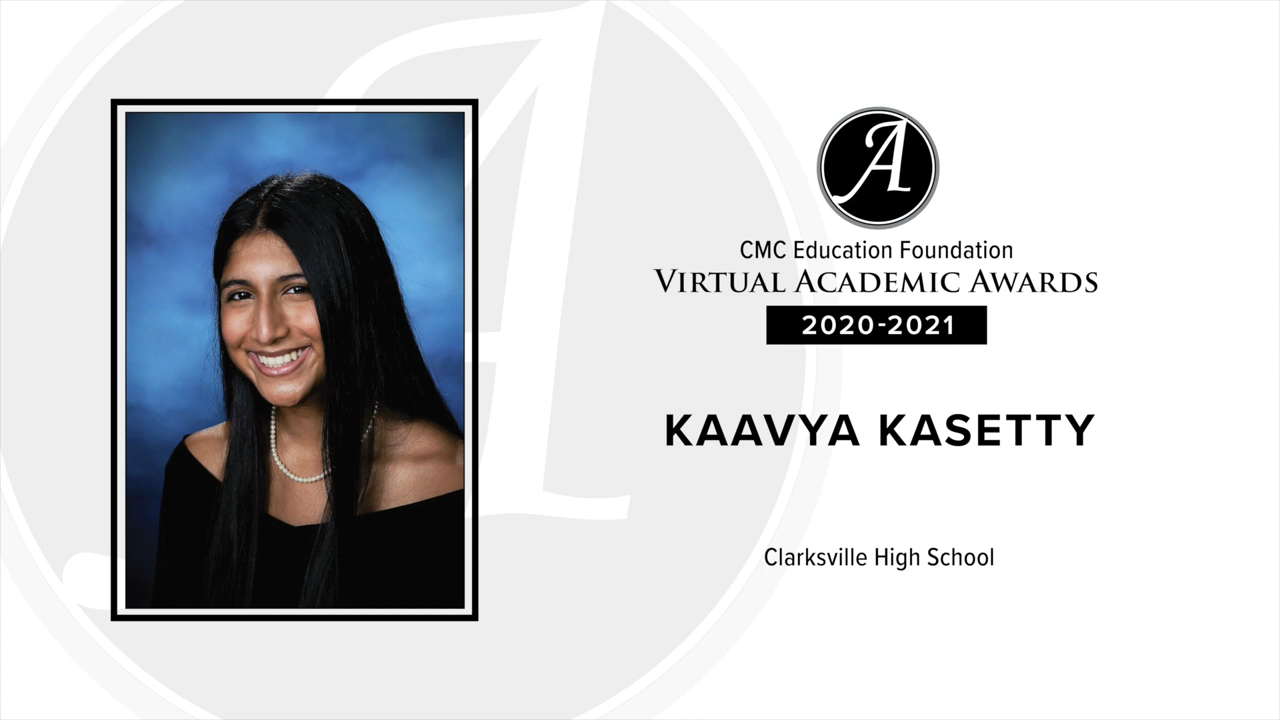 A
CMC Education Foundation
VIRTUAL ACADEMIC AWARDS
2020-2021
KAAVYA KASETTY
Clarksville High School